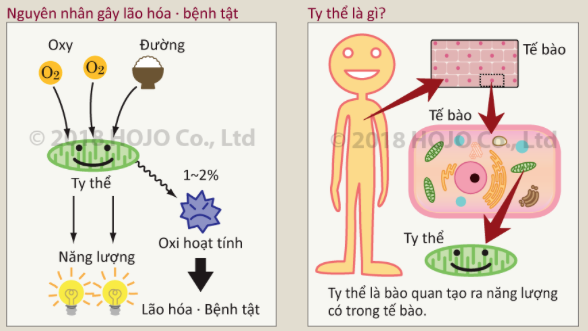 Nguyên nhân gây lão hóa · bệnh tật
Oxy
Đường
O₂
O₂
© 2018 HOJO Co., Ltd
Ty thể
1~2%
Oxi hoạt tính
Năng lượng
Lão hóa · Bệnh tật
Ty thể là gì?
Tế bào
Tế bào
© 2018 HOJO Co., Ltd
Ty thể
Ty thể là bào quan tạo ra năng lượng
có trong tế bào.